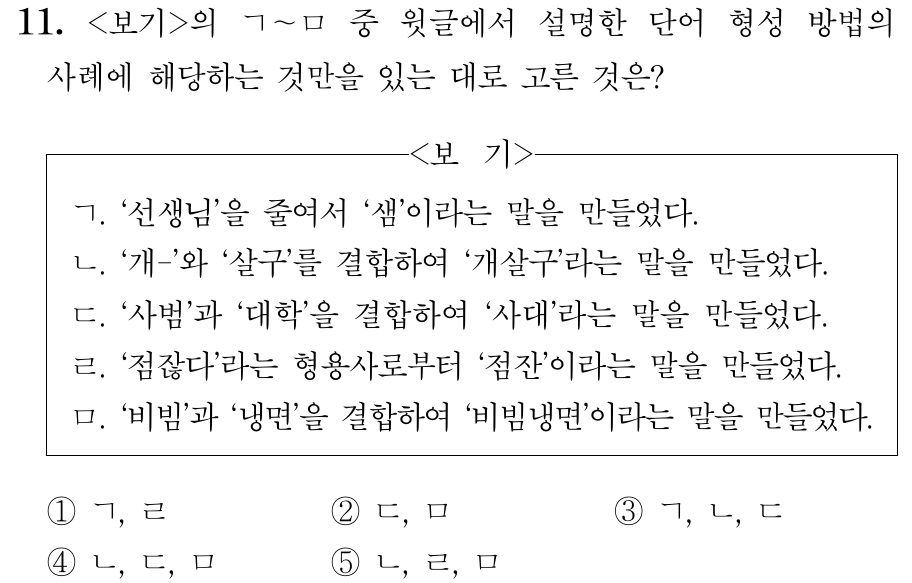 11. <보기>의 ㄱ～ㅁ 중 윗글에서 설명한 단어 형성 방법의
사례에 해당하는 것만을 있는 대로 고른 것은?
<보 기>
ㄱ. ‘선생님’을 줄여서 ‘샘’이라는 말을 만들었다.
ㄴ. ‘개-’와 ‘살구’를 결합하여 ‘개살구’라는 말을 만들었다.
ㄷ. ‘사범’과 ‘대학’을 결합하여 ‘사대’라는 말을 만들었다.
ㄹ. ‘점잖다’라는 형용사로부터 ‘점잔’이라는 말을 만들었다.
ㅁ. ‘비빔’과 ‘냉면’을 결합하여 ‘비빔냉면’이라는 말을 만들었다.
① ㄱ, ㄹ ② ㄷ, ㅁ ③ ㄱ, ㄴ, ㄷ
④ ㄴ, ㄷ, ㅁ ⑤ ㄴ, ㄹ, ㅁ